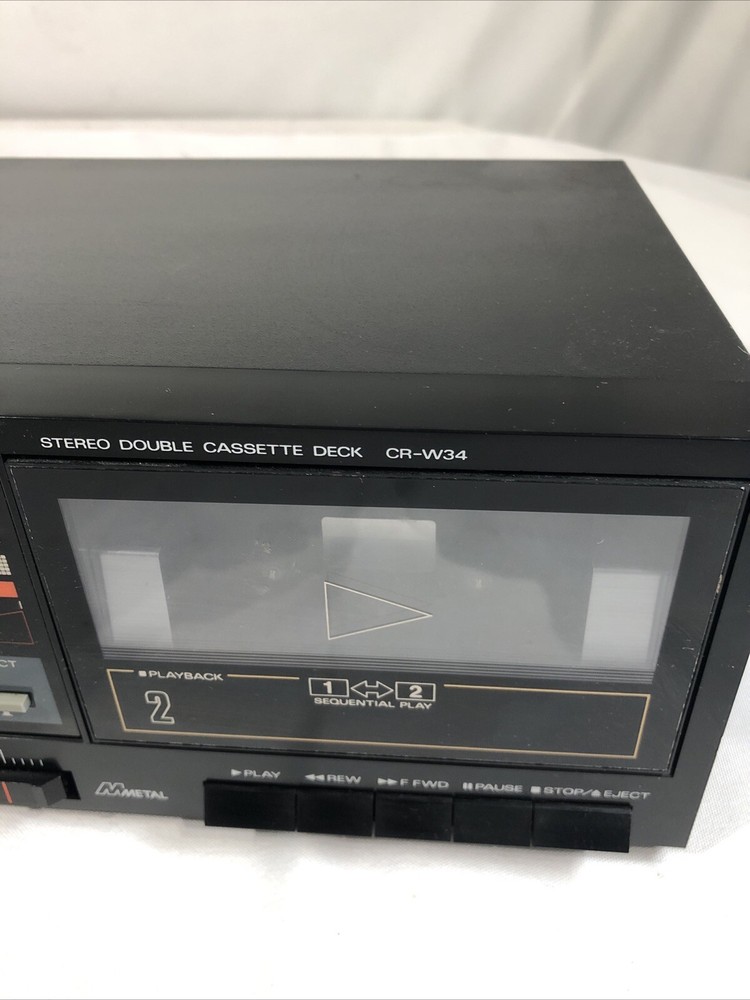 STEREO DOUBLE CASSETTE DECK CR-W34
CT
■PLAYBACK
2
1 ⇔ 2
SEQUENTIAL PLAY
METAL
▶PLAY ◀◀REW ▶▶F FWD ▮▮PAUSE ■STOP/⏏EJECT